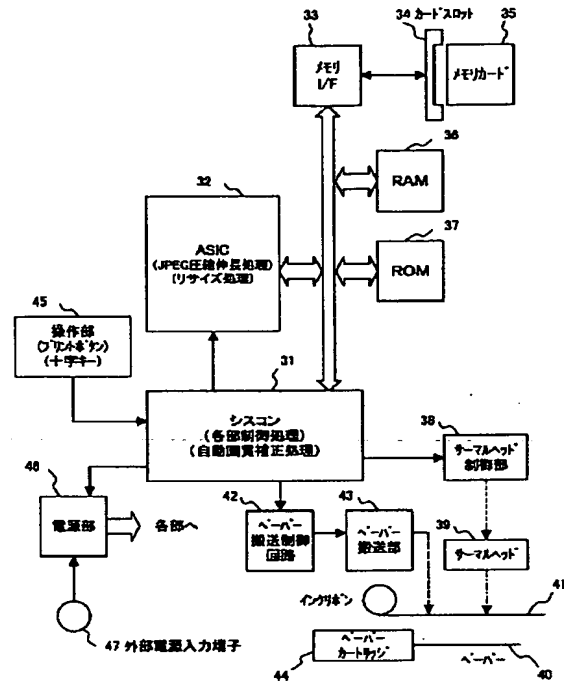 33
メモリ
I/F
34 カードスロット
35
メモリカード
36
RAM
37
ROM
32
ASIC
(JPEG圧縮伸長処理)
(リサイズ処理)
45
操作部
(プリントボタン)
(十字キー)
31
シスコン
(各部制御処理)
(自動画質補正処理)
38
サーマルヘッド
制御部
46
電源部
各部へ
42
ペーパー
搬送制御
回路
43
ペーパー
搬送部
39
サーマルヘッド
インクリボン
41
47 外部電源入力端子
44
ペーパー
カートリッジ
ペーパー
40